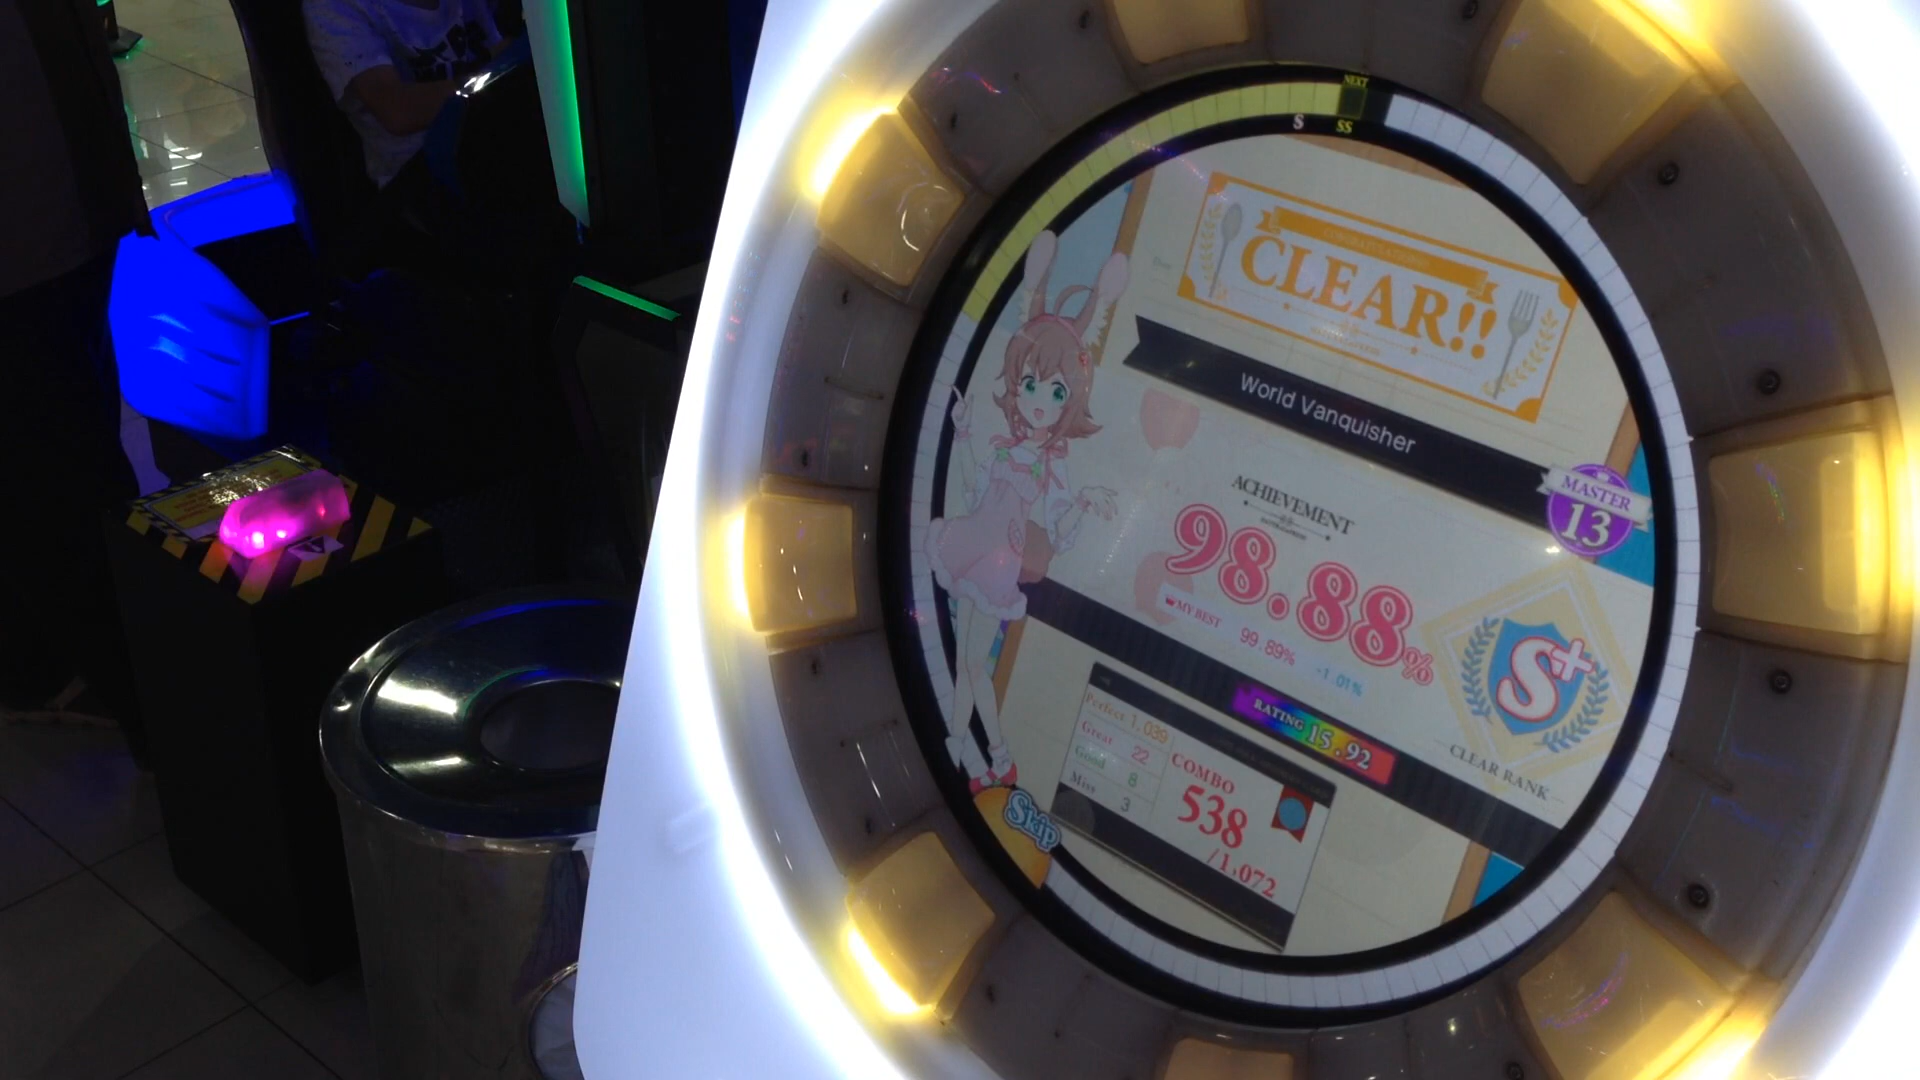 NEXT
S
SS
CONGRATULATIONS!!
CLEAR!!
World Vanquisher
MASTER
13
ACHIEVEMENT
98.88%
MY BEST
99.89%
-1.01%
S+
RATING 15.92
CLEAR RANK
Perfect 1,039
Great 22
Good 8
Miss 3
COMBO
538
/1,072
Skip